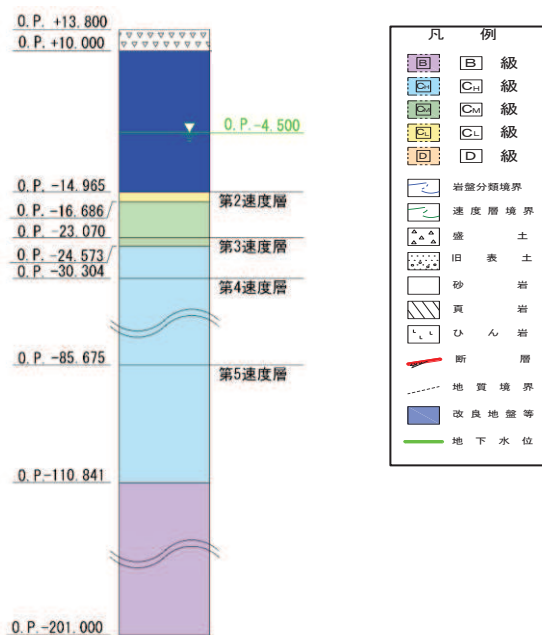 O.P. +13.800
O.P. +10.000
O.P.-4.500
O.P. -14.965
第2速度層
O.P. -16.686
O.P. -23.070
第3速度層
O.P. -24.573
O.P. -30.304
第4速度層
O.P. -85.675
第5速度層
O.P.-110.841
O.P.-201.000
凡 例
B B 級
CH CH 級
CM CM 級
CL CL 級
D D 級
岩盤分類境界
速度層境界
盛 土
旧表土
砂 岩
頁 岩
ひん岩
断 層
地質境界
改良地盤等
地下水位